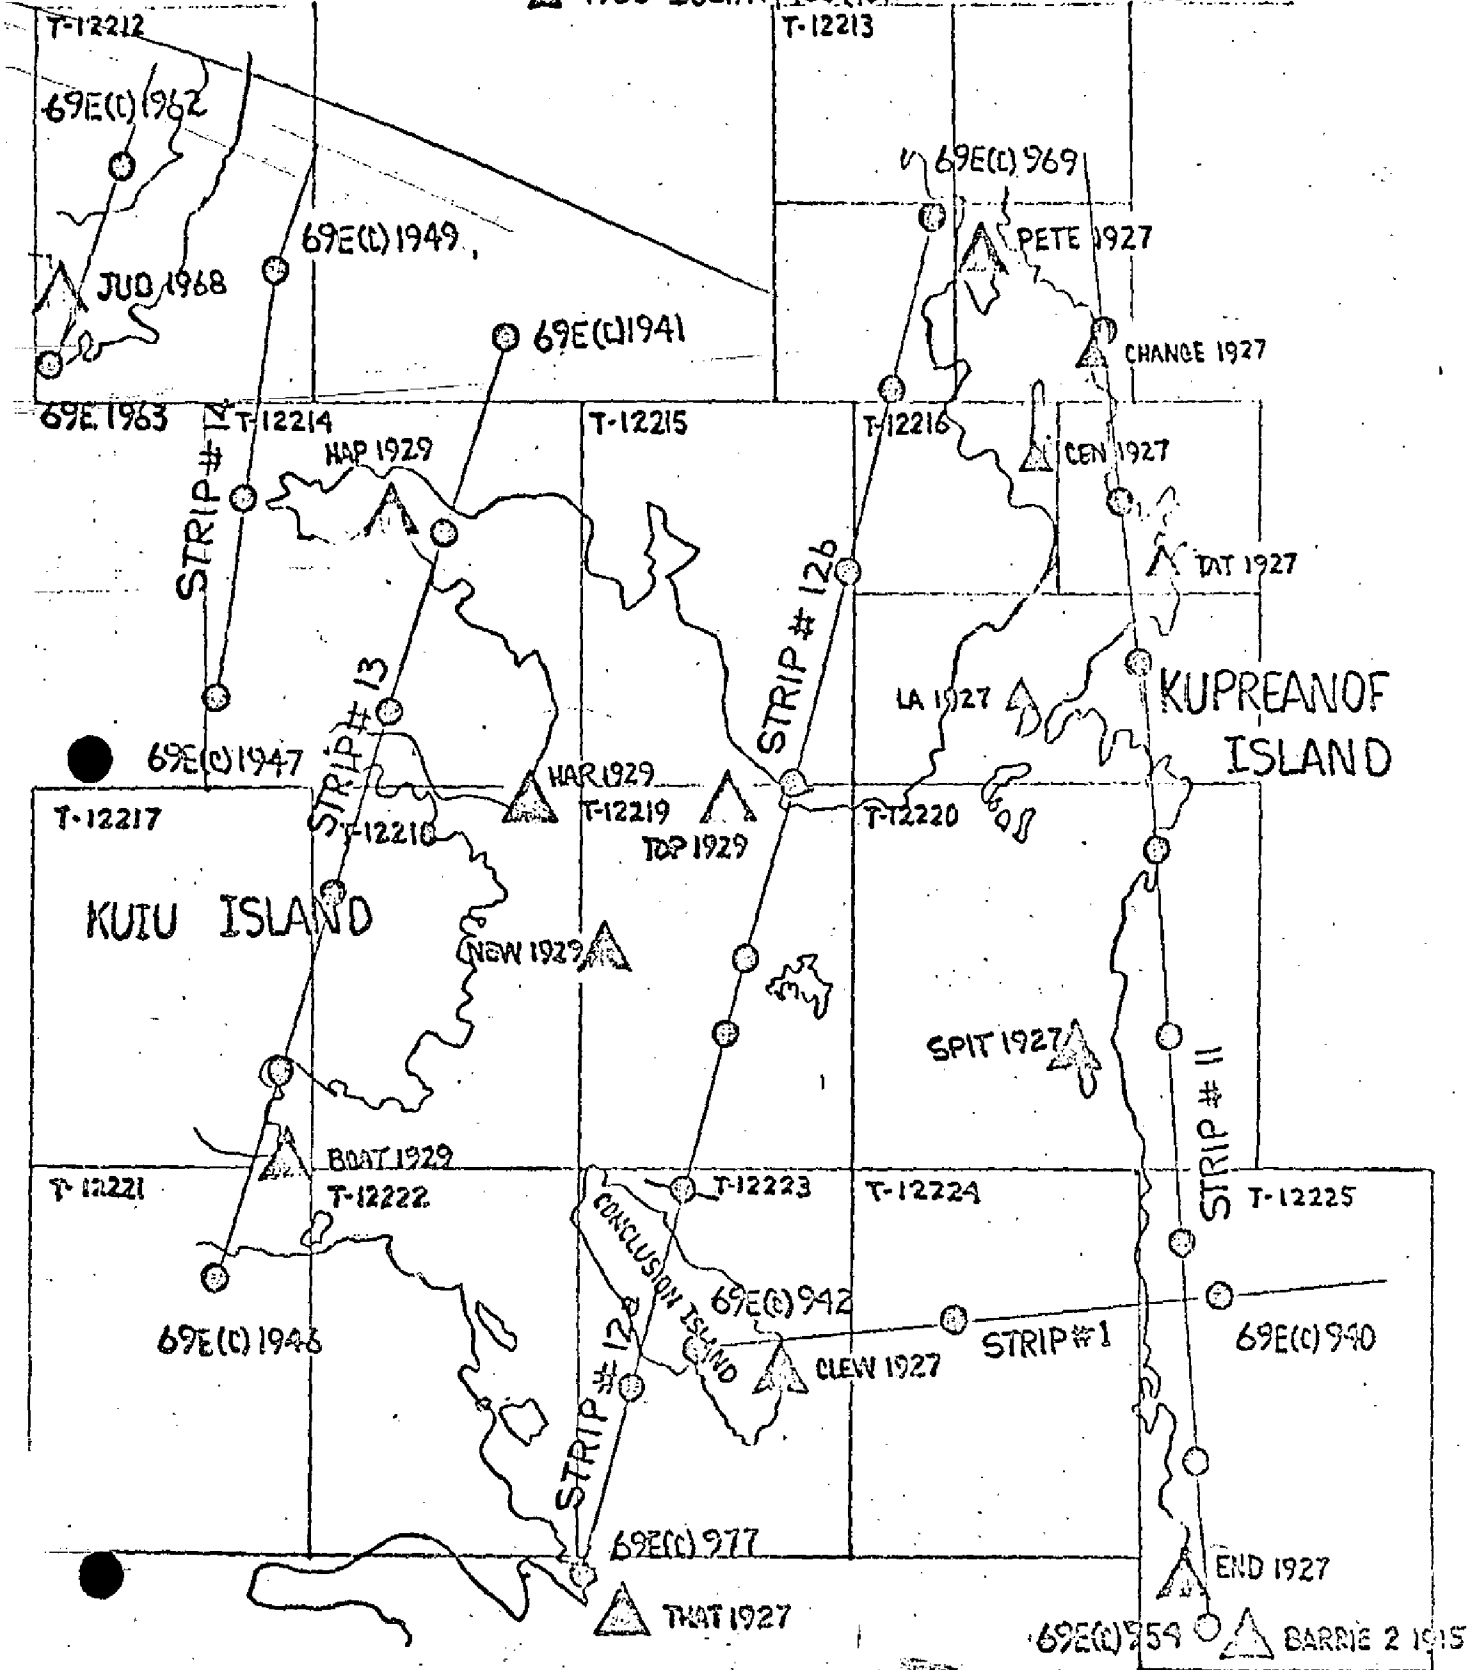 T-12212
T-12213
69E(C) 1962
69E(C) 969
69E(C) 1949
PETE 1927
JUD 1968
69E(C) 1941
CHANGE 1927
69E 1963
T-12214
T-12215
T-12216
HAP 1929
CEN 1927
STRIP # 14
TAT 1927
STRIP # 12b
STRIP # 13
LA 1927
KUPREANOF
ISLAND
69E(C) 1947
HAR 1929
T-12217
T-12219
T-12220
TOP 1929
KUIU ISLAND
NEW 1929
SPIT 1927
STRIP # 11
BOAT 1929
T-12221
T-12222
T-12223
T-12224
T-12225
CONCLUSION ISLAND
69E(C) 942
69E(C) 1946
STRIP #1
69E(C) 940
CLEW 1927
STRIP # 12a
69E(C) 977
END 1927
THAT 1927
BARRIE 2 1915